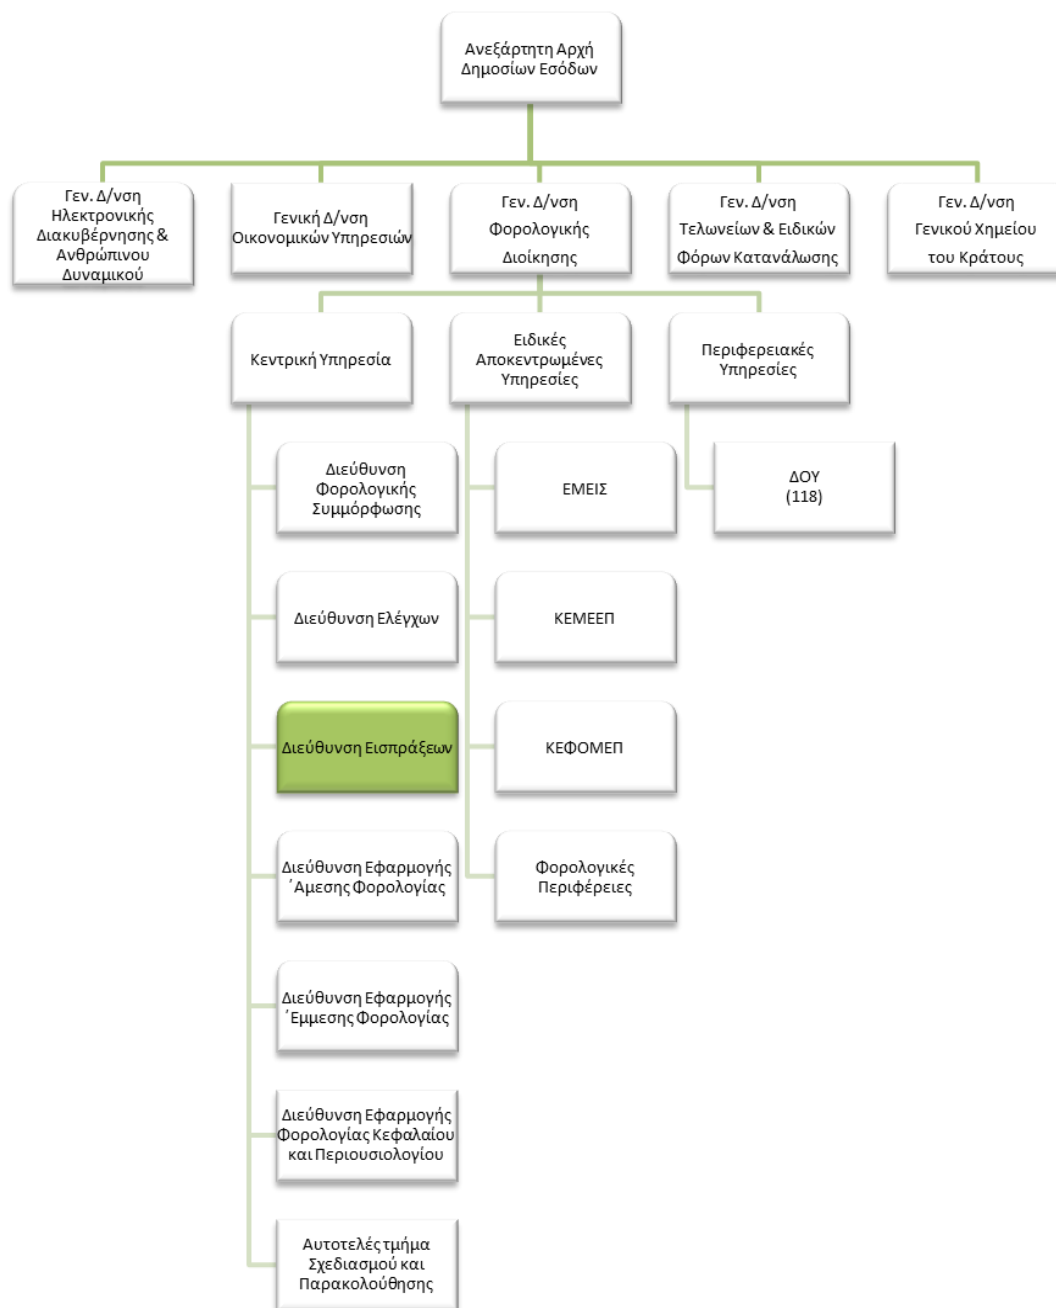 Ανεξάρτητη Αρχή
Δημοσίων Εσόδων
Γεν. Δ/νση
Ηλεκτρονικής
Διακυβέρνησης &
Ανθρώπινου
Δυναμικού
Γενική Δ/νση
Οικονομικών Υπηρεσιών
Γεν. Δ/νση
Φορολογικής
Διοίκησης
Γεν. Δ/νση
Τελωνείων & Ειδικών
Φόρων Κατανάλωσης
Γεν. Δ/νση
Γενικού Χημείου
του Κράτους
Κεντρική Υπηρεσία
Ειδικές
Αποκεντρωμένες
Υπηρεσίες
Περιφερειακές
Υπηρεσίες
Διεύθυνση
Φορολογικής
Συμμόρφωσης
ΕΜΕΙΣ
ΔΟΥ
(118)
Διεύθυνση Ελέγχων
ΚΕΜΕΕΠ
Διεύθυνση Εισπράξεων
ΚΕΦΟΜΕΠ
Διεύθυνση Εφαρμογής
΄Αμεσης Φορολογίας
Φορολογικές
Περιφέρειες
Διεύθυνση Εφαρμογής
΄Εμμεσης Φορολογίας
Διεύθυνση Εφαρμογής
Φορολογίας Κεφαλαίου
και Περιουσιολογίου
Αυτοτελές τμήμα
Σχεδιασμού και
Παρακολούθησης